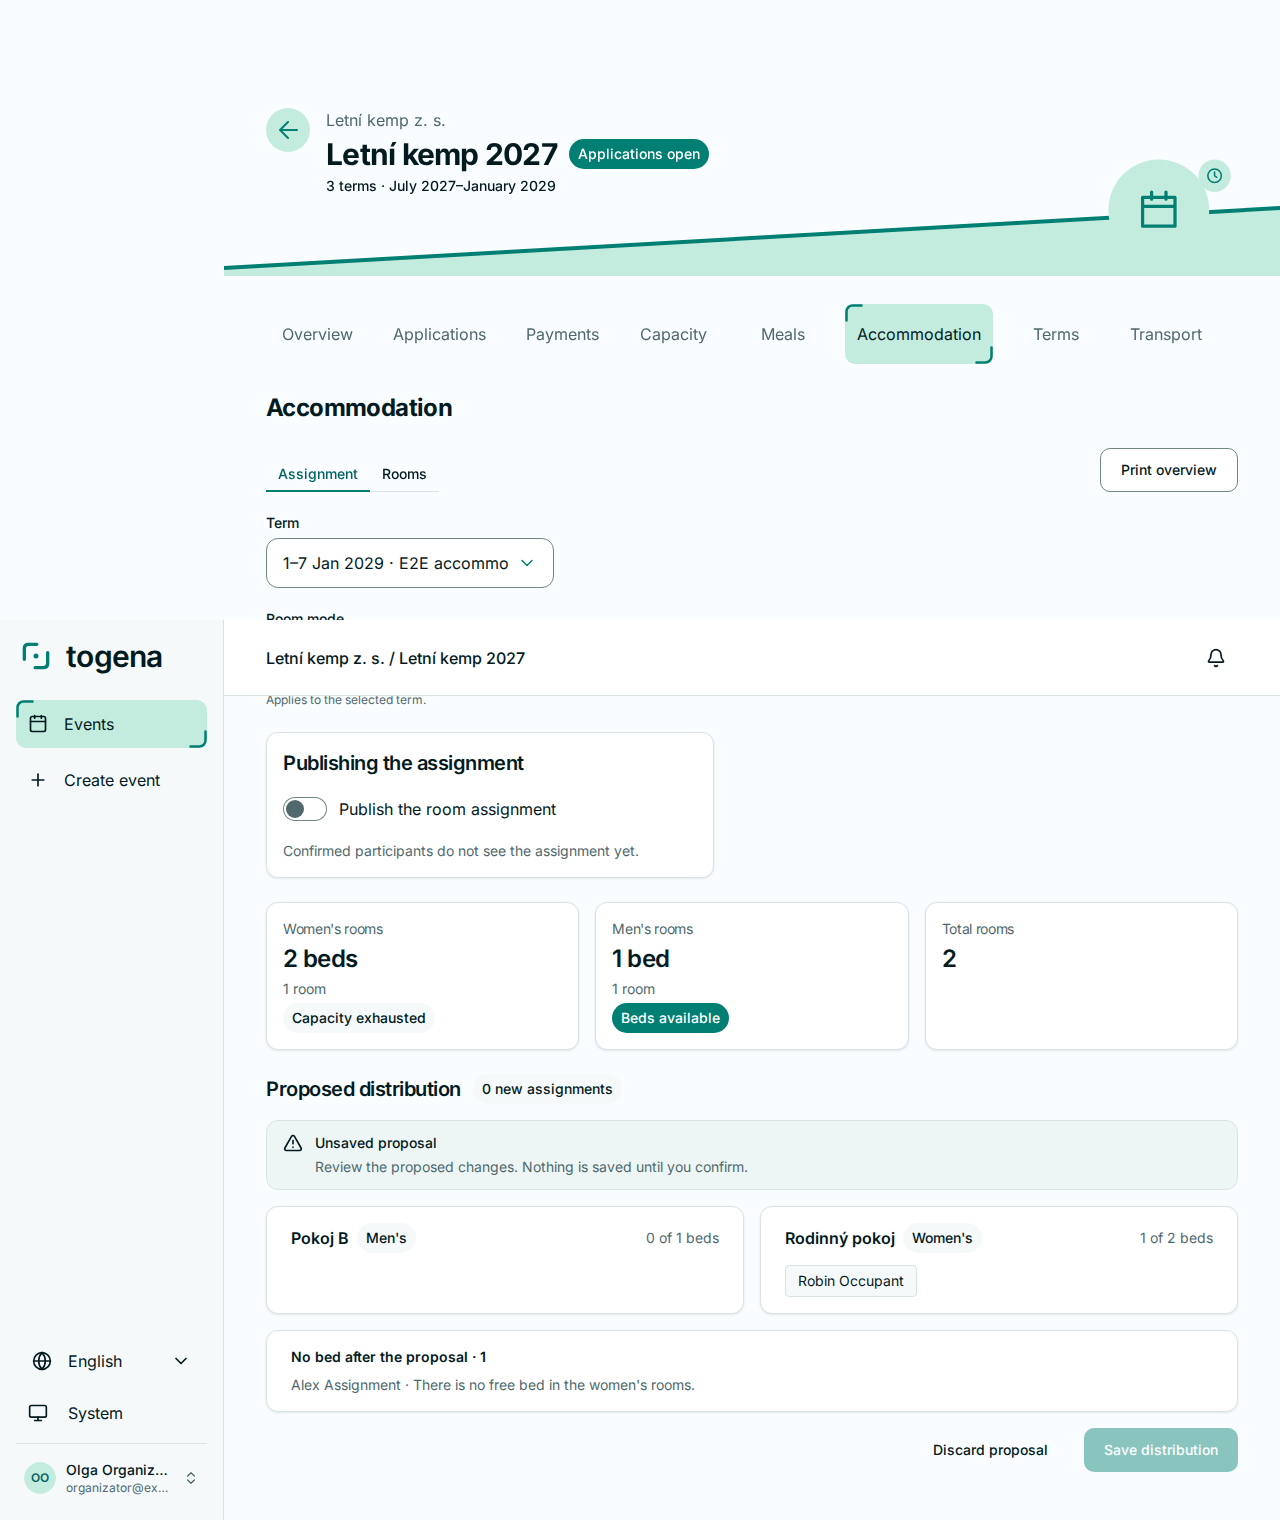 Letní kemp z. s.
Letní kemp 2027
Applications open
3 terms · July 2027–January 2029
Overview
Applications
Payments
Capacity
Meals
Accommodation
Terms
Transport
Accommodation
Assignment
Rooms
Print overview
Term
1–7 Jan 2029 · E2E accommo
Room mode
togena
Letní kemp z. s. / Letní kemp 2027
Events
Create event
Applies to the selected term.
Publishing the assignment
Publish the room assignment
Confirmed participants do not see the assignment yet.
Women's rooms
2 beds
1 room
Capacity exhausted
Men's rooms
1 bed
1 room
Beds available
Total rooms
2
Proposed distribution
0 new assignments
Unsaved proposal
Review the proposed changes. Nothing is saved until you confirm.
Pokoj B
Men's
0 of 1 beds
Rodinný pokoj
Women's
1 of 2 beds
Robin Occupant
No bed after the proposal · 1
Alex Assignment · There is no free bed in the women's rooms.
Discard proposal
Save distribution
English
System
OO
Olga Organiz...
organizator@ex...